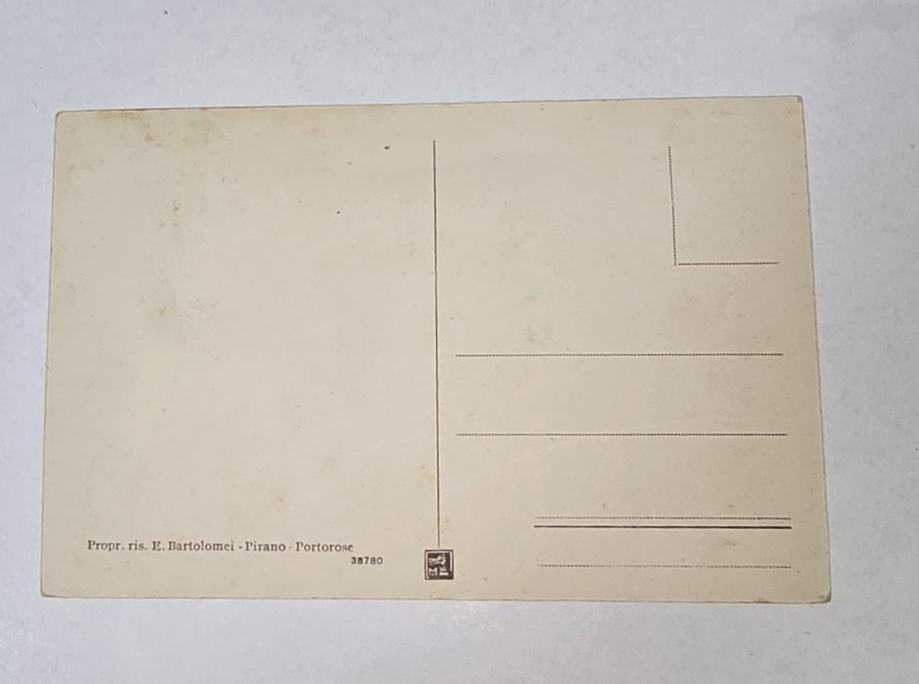 Propr. ris. E. Bartolomei - Pirano - Portorose
38780